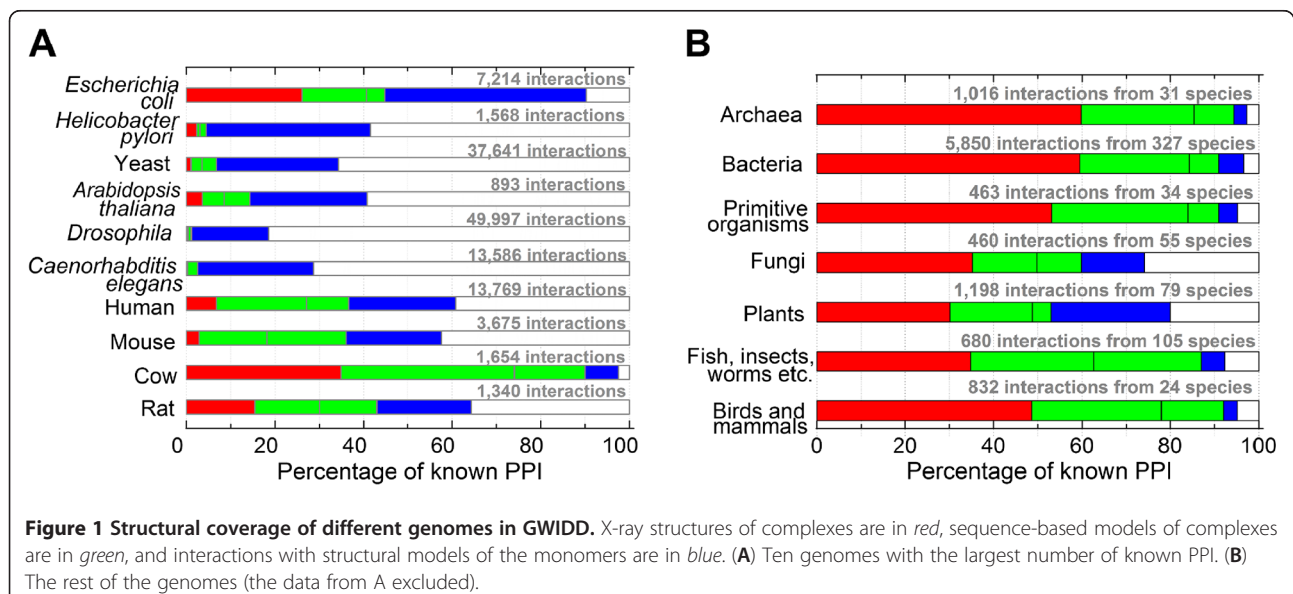 A
Escherichia
coli
7,214 interactions
Helicobacter
pylori
1,568 interactions
Yeast
37,641 interactions
Arabidopsis
thaliana
893 interactions
Drosophila
49,997 interactions
Caenorhabditis
elegans
13,586 interactions
Human
13,769 interactions
Mouse
3,675 interactions
Cow
1,654 interactions
Rat
1,340 interactions
0 20 40 60 80 100
Percentage of known PPI
B
Archaea
1,016 interactions from 31 species
Bacteria
5,850 interactions from 327 species
Primitive
organisms
463 interactions from 34 species
Fungi
460 interactions from 55 species
Plants
1,198 interactions from 79 species
Fish, insects,
worms etc.
680 interactions from 105 species
Birds and
mammals
832 interactions from 24 species
0 20 40 60 80 100
Percentage of known PPI
Figure 1 Structural coverage of different genomes in GWIDD. X-ray structures of complexes are in red, sequence-based models of complexes
are in green, and interactions with structural models of the monomers are in blue. (A) Ten genomes with the largest number of known PPI. (B)
The rest of the genomes (the data from A excluded).